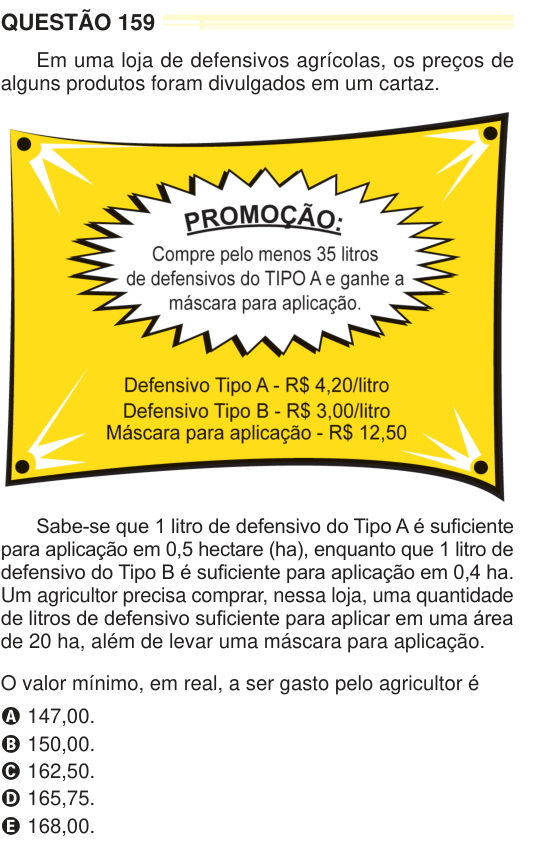 QUESTÃO 159
Em uma loja de defensivos agrícolas, os preços de
alguns produtos foram divulgados em um cartaz.
PROMOÇÃO:
Compre pelo menos 35 litros
de defensivos do TIPO A e ganhe a
máscara para aplicação.
Defensivo Tipo A - R$ 4,20/litro
Defensivo Tipo B - R$ 3,00/litro
Máscara para aplicação - R$ 12,50
Sabe-se que 1 litro de defensivo do Tipo A é suficiente
para aplicação em 0,5 hectare (ha), enquanto que 1 litro de
defensivo do Tipo B é suficiente para aplicação em 0,4 ha.
Um agricultor precisa comprar, nessa loja, uma quantidade
de litros de defensivo suficiente para aplicar em uma área
de 20 ha, além de levar uma máscara para aplicação.
O valor mínimo, em real, a ser gasto pelo agricultor é
A 147,00.
B 150,00.
C 162,50.
D 165,75.
E 168,00.